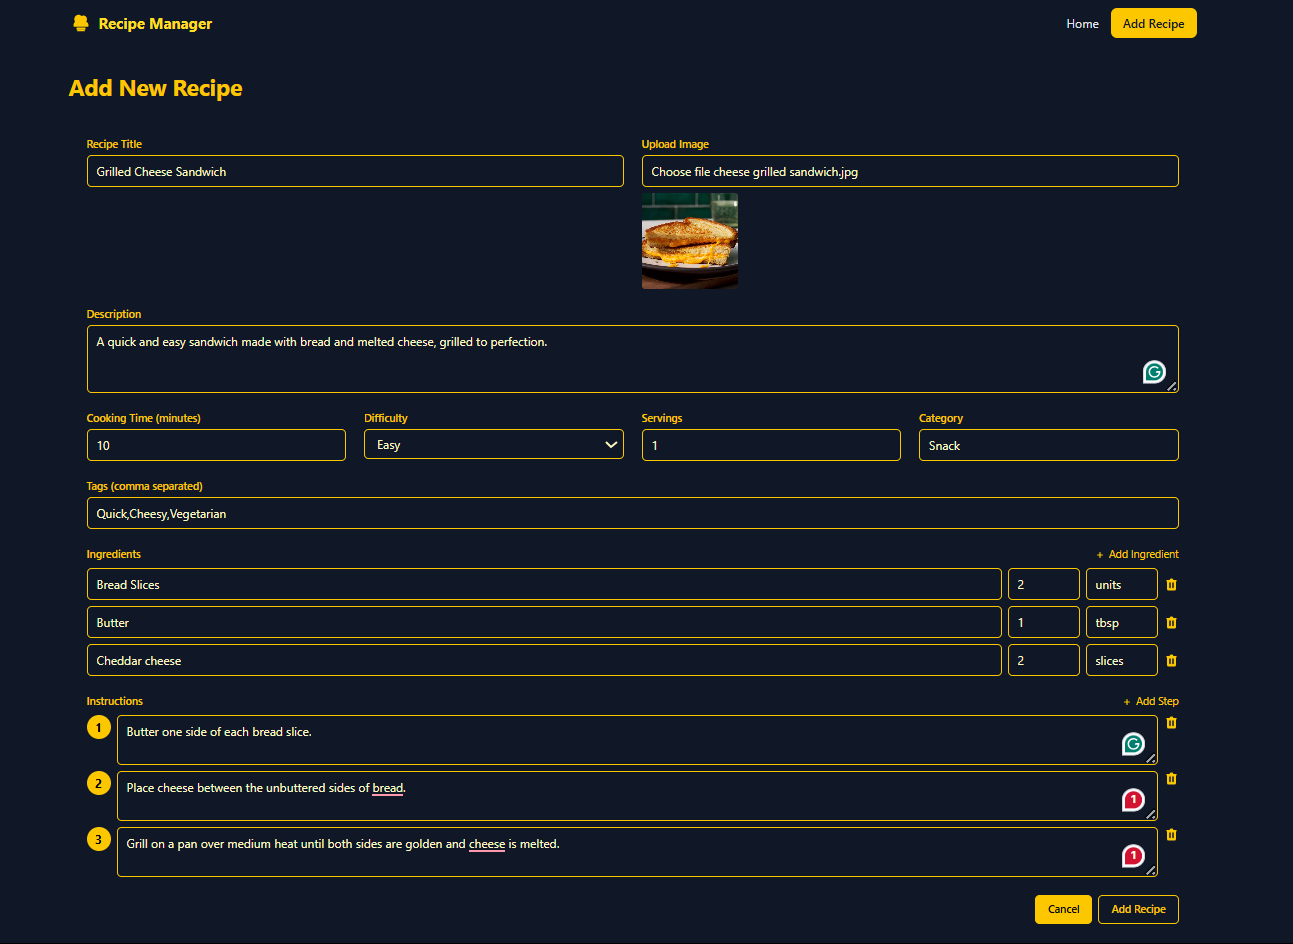 Recipe Manager
Home
Add Recipe
Add New Recipe
Recipe Title
Upload Image
Grilled Cheese Sandwich
Choose file cheese grilled sandwich.jpg
Description
A quick and easy sandwich made with bread and melted cheese, grilled to perfection.
Cooking Time (minutes)
Difficulty
Servings
Category
10
Easy
1
Snack
Tags (comma separated)
Quick,Cheesy,Vegetarian
Ingredients
+ Add Ingredient
Bread Slices
2
units
Butter
1
tbsp
Cheddar cheese
2
slices
Instructions
+ Add Step
1
Butter one side of each bread slice.
2
Place cheese between the unbuttered sides of bread.
1
3
Grill on a pan over medium heat until both sides are golden and cheese is melted.
1
Cancel
Add Recipe